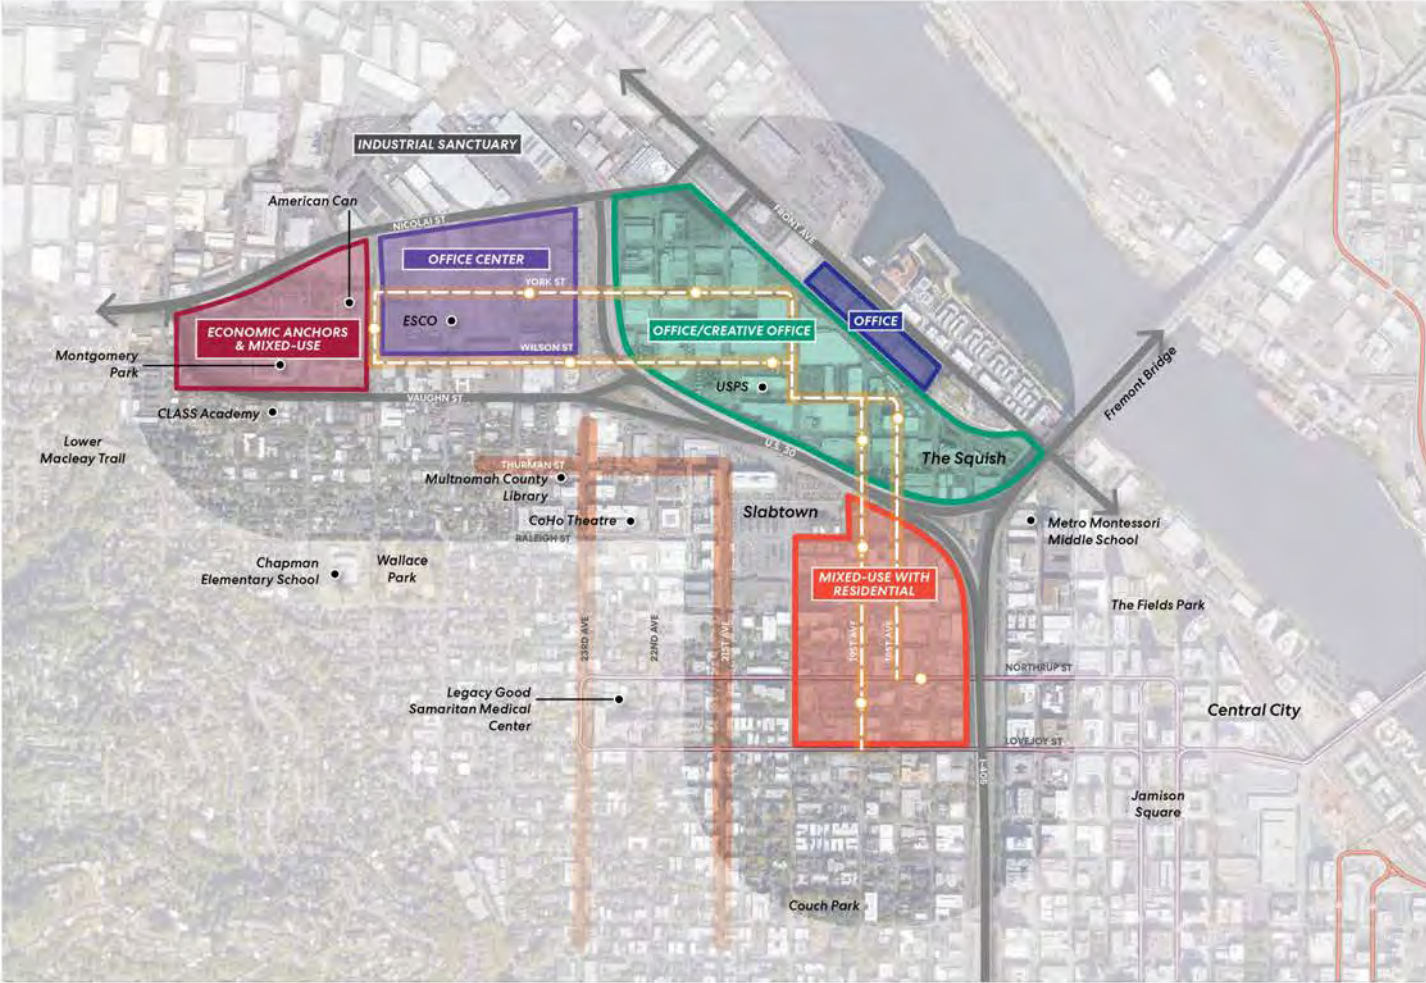 INDUSTRIAL SANCTUARY
American Can
NICOLAI ST
FRONT AVE
OFFICE CENTER
YORK ST
ESCO
ECONOMIC ANCHORS
& MIXED-USE
OFFICE/CREATIVE OFFICE
OFFICE
WILSON ST
Montgomery
Park
USPS
Fremont Bridge
VAUGHN ST
CLASS Academy
Lower
Macleay Trail
U.S. 30
The Squish
THURMAN ST
Multnomah County
Library
Slabtown
CoHo Theatre
RALEIGH ST
Metro Montessori
Middle School
Chapman
Elementary School
Wallace
Park
MIXED-USE WITH
RESIDENTIAL
The Fields Park
23RD AVE
22ND AVE
21ST AVE
19ST AVE
18ST AVE
NORTHRUP ST
Legacy Good
Samaritan Medical
Center
Central City
LOVEJOY ST
I-405
Jamison
Square
Couch Park